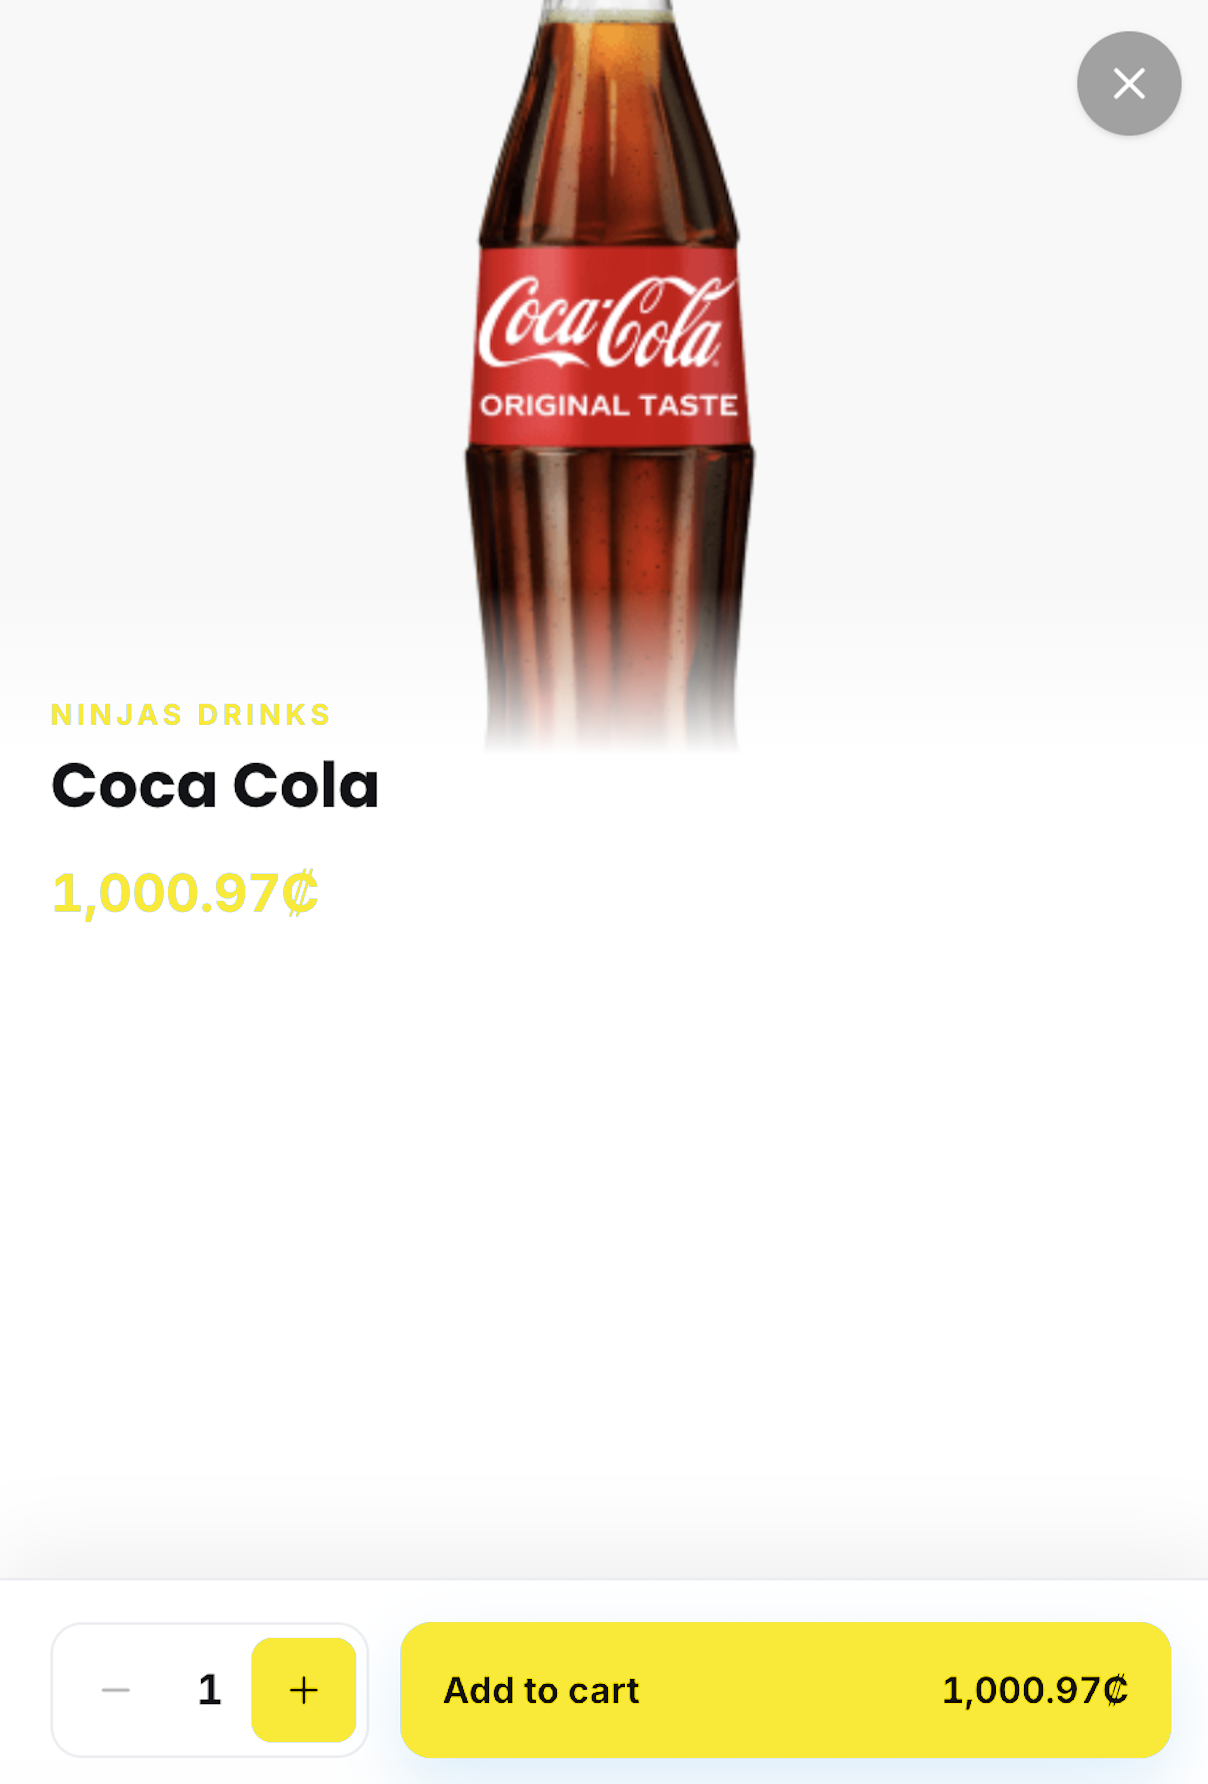 Coca-Cola
ORIGINAL TASTE
NINJAS DRINKS
Coca Cola
1,000.97₡
1
Add to cart
1,000.97₡